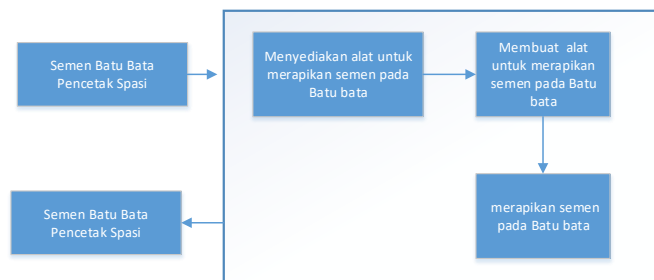 Semen Batu Bata
Pencetak Spasi
Menyediakan alat untuk
merapikan semen pada
Batu bata
Membuat alat
untuk merapikan
semen pada Batu
bata
merapikan semen
pada Batu bata
Semen Batu Bata
Pencetak Spasi